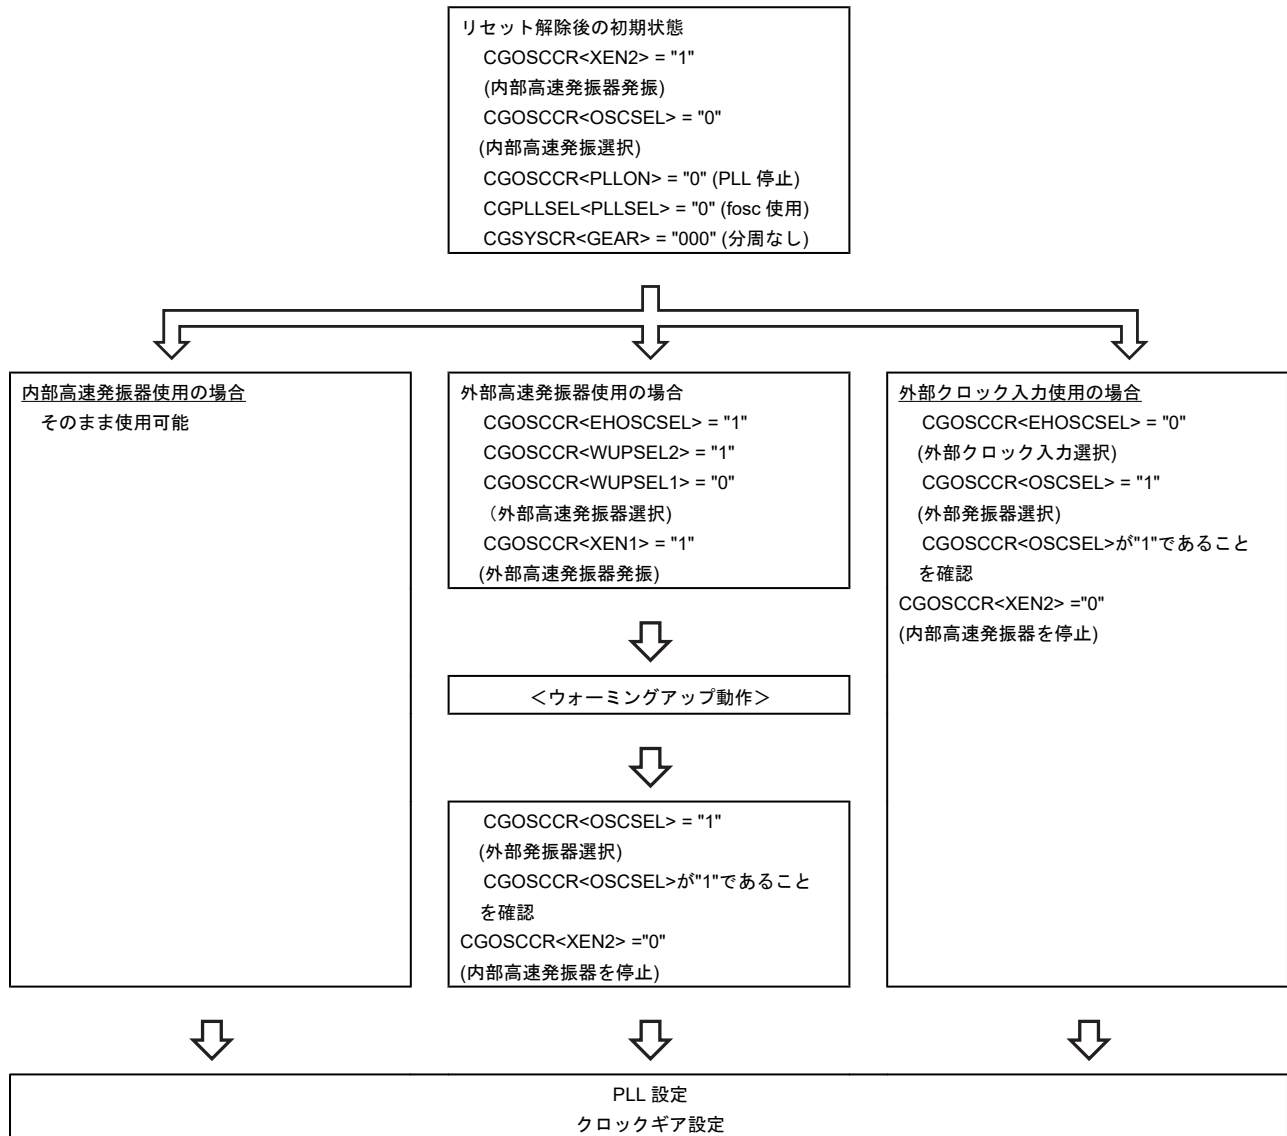 リセット解除後の初期状態
CGOSCCR<XEN2> = "1"
(内部高速発振器発振)
CGOSCCR<OSCSEL> = "0"
(内部高速発振選択)
CGOSCCR<PLLON> = "0" (PLL 停止)
CGPLLSEL<PLLSEL> = "0" (fosc 使用)
CGSYSCR<GEAR> = "000" (分周なし)
内部高速発振器使用の場合
そのまま使用可能
外部高速発振器使用の場合
CGOSCCR<EHOSCSEL> = "1"
CGOSCCR<WUPSEL2> = "1"
CGOSCCR<WUPSEL1> = "0"
（外部高速発振器選択)
CGOSCCR<XEN1> = "1"
(外部高速発振器発振)
＜ウォーミングアップ動作＞
CGOSCCR<OSCSEL> = "1"
(外部発振器選択)
CGOSCCR<OSCSEL>が"1"であること
を確認
CGOSCCR<XEN2> ="0"
(内部高速発振器を停止)
外部クロック入力使用の場合
CGOSCCR<EHOSCSEL> = "0"
(外部クロック入力選択)
CGOSCCR<OSCSEL> = "1"
(外部発振器選択)
CGOSCCR<OSCSEL>が"1"であること
を確認
CGOSCCR<XEN2> ="0"
(内部高速発振器を停止)
PLL 設定
クロックギア設定